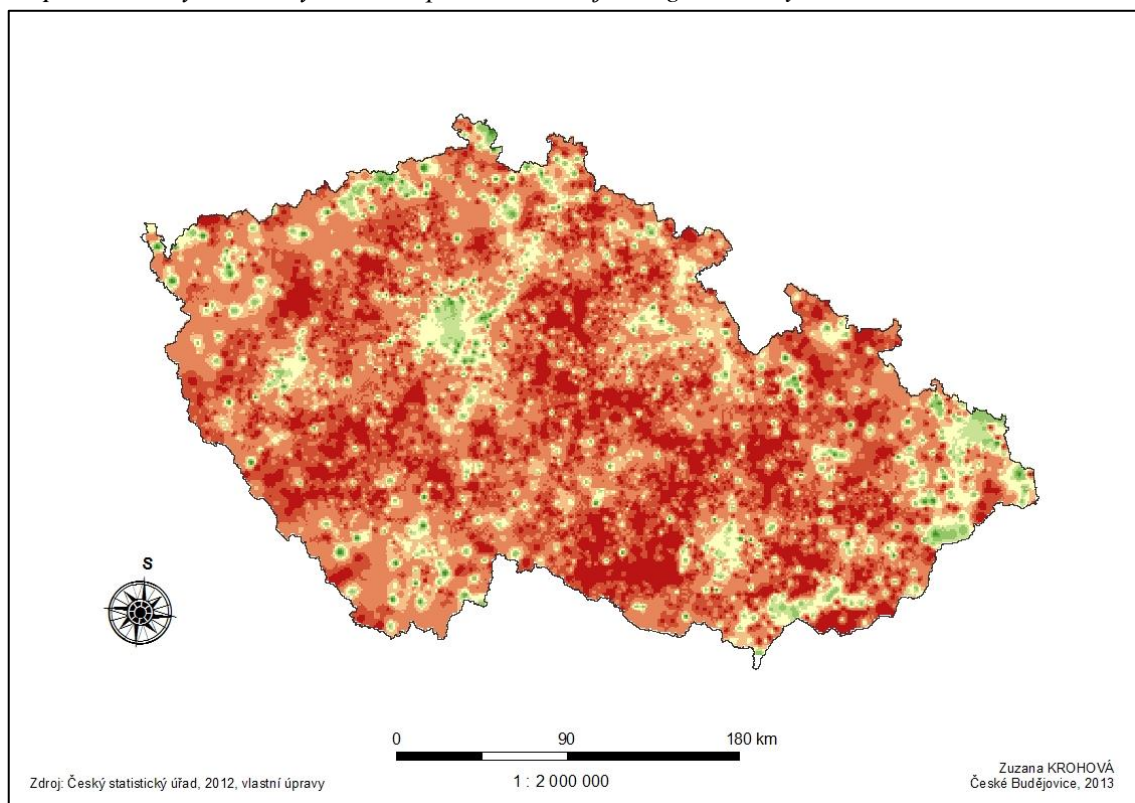 S
0 90 180 km
1 : 2 000 000
Zdroj: Český statistický úřad, 2012, vlastní úpravy
Zuzana KROHOVÁ
České Budějovice, 2013